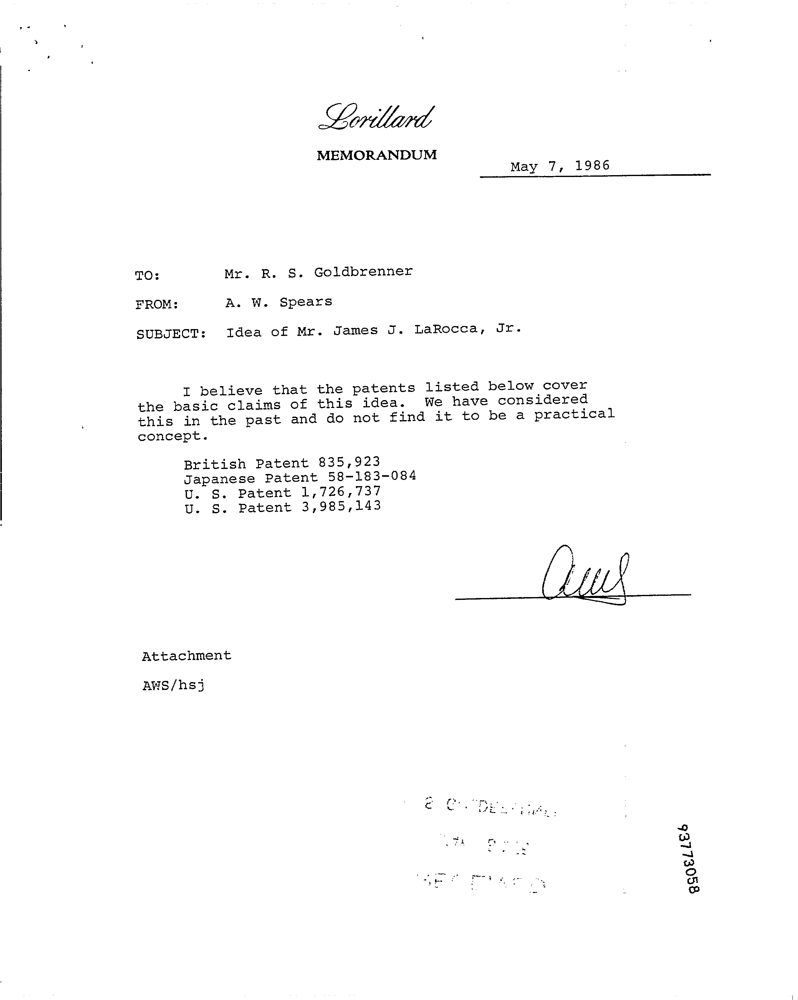 Lorillard
MEMORANDUM
May 7, 1986
TO: Mr. R. S. Goldbrenner
FROM: A. W. Spears
SUBJECT: Idea of Mr. James J. LaRocca, Jr.
I believe that the patents listed below cover
the basic claims of this idea. We have considered
this in the past and do not find it to be a practical
concept.
British Patent 835,923
Japanese Patent 58-183-084
U. S. Patent 1,726,737
U. S. Patent 3,985,143
aws
Attachment
AWS/hsj
93773058